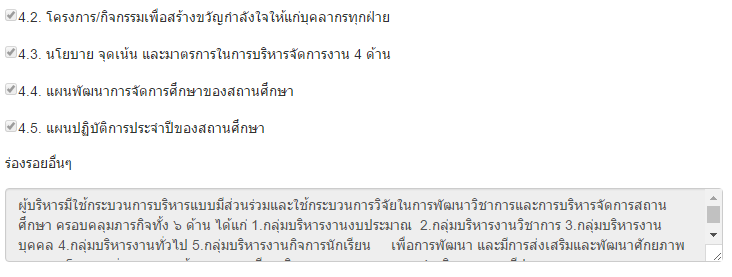 4.2. โครงการ/กิจกรรมเพื่อสร้างขวัญกำลังใจให้แก่บุคลากรทุกฝ่าย
4.3. นโยบาย จุดเน้น และมาตรการในการบริหารจัดการงาน 4 ด้าน
4.4. แผนพัฒนาการจัดการศึกษาของสถานศึกษา
4.5. แผนปฏิบัติการประจำปีของสถานศึกษา
ร่องรอยอื่นๆ
ผู้บริหารมีใช้กระบวนการบริหารแบบมีส่วนร่วมและใช้กระบวนการวิจัยในการพัฒนาวิชาการและการบริหารจัดการสถาน
ศึกษา ครอบคลุมภารกิจทั้ง ๖ ด้าน ได้แก่ 1.กลุ่มบริหารงานงบประมาณ 2.กลุ่มบริหารงานวิชาการ 3.กลุ่มบริหารงาน
บุคคล 4.กลุ่มบริหารงานทั่วไป 5.กลุ่มบริหารงานกิจการนักเรียน เพื่อการพัฒนา และมีการส่งเสริมและพัฒนาศักยภาพ